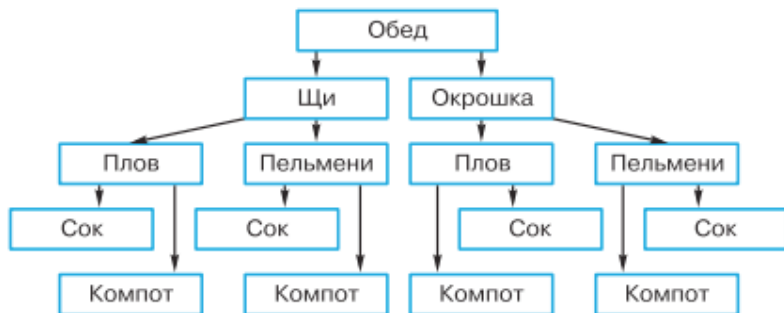 Обед
Щи Окрошка
Плов Пельмени Плов Пельмени
Сок Сок Сок Сок
Компот Компот Компот Компот